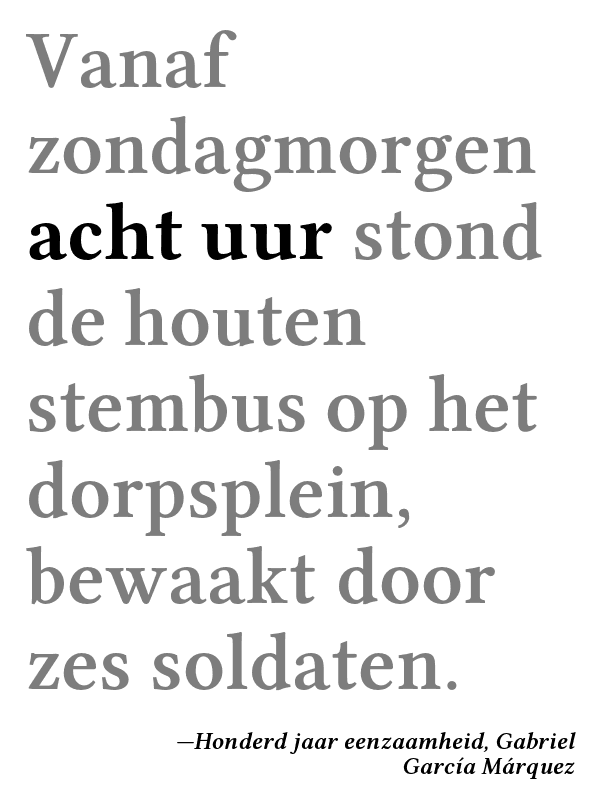 Vanaf
zondagmorgen
acht uur stond
de houten
stembus op het
dorpsplein,
bewaakt door
zes soldaten.
—Honderd jaar eenzaamheid, Gabriel
García Márquez